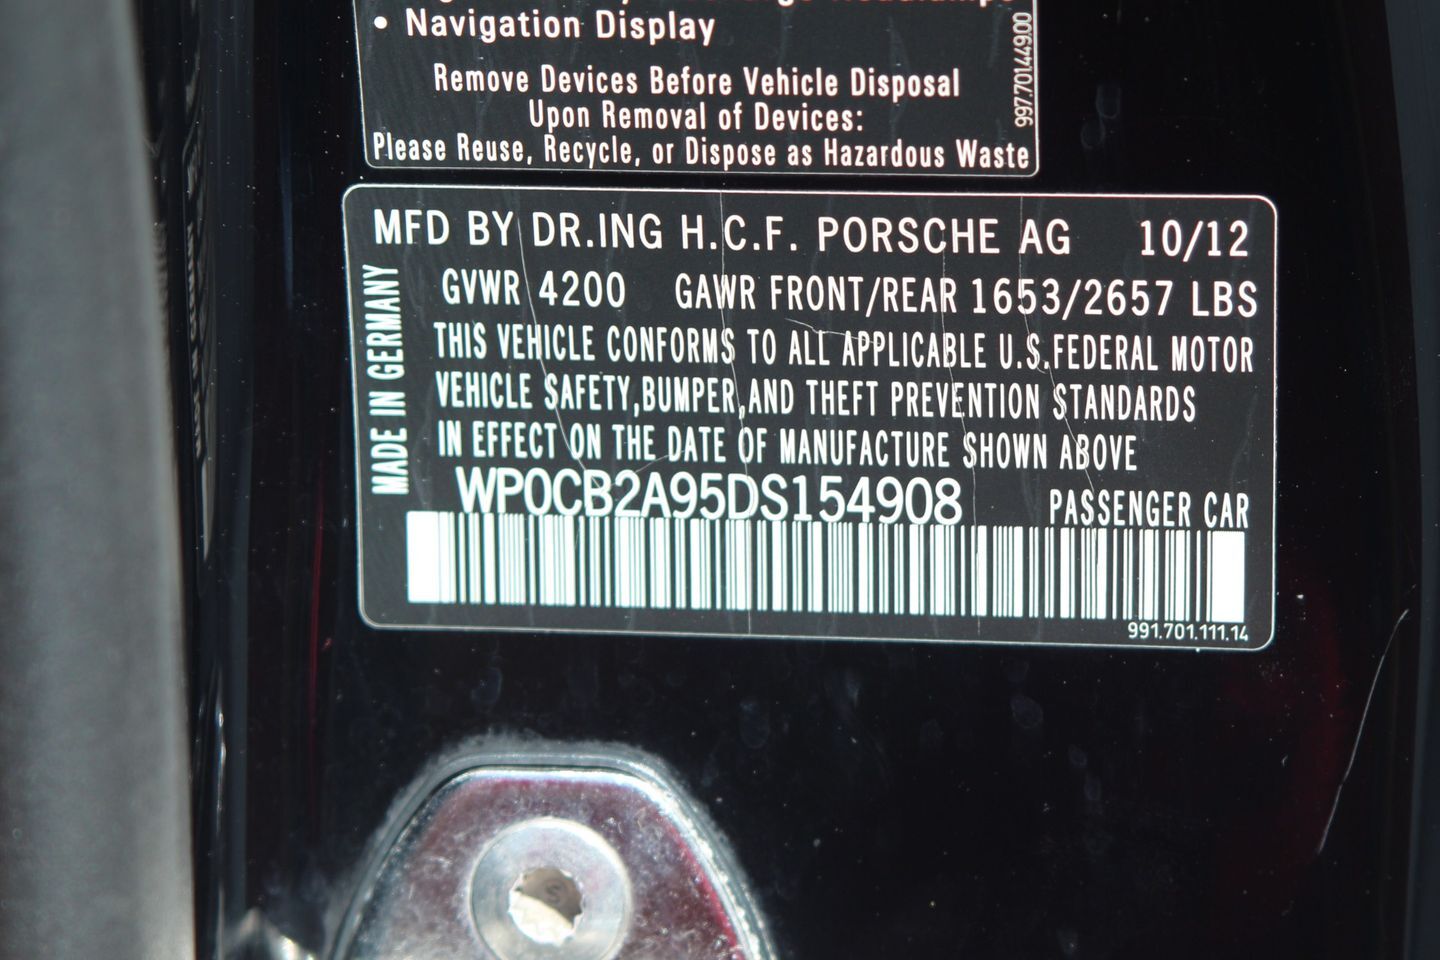 • Navigation Display
Remove Devices Before Vehicle Disposal
Upon Removal of Devices:
Please Reuse, Recycle, or Dispose as Hazardous Waste
997.701.449.00
MFD BY DR.ING H.C.F. PORSCHE AG 10/12
GVWR 4200 GAWR FRONT/REAR 1653/2657 LBS
MADE IN GERMANY
THIS VEHICLE CONFORMS TO ALL APPLICABLE U.S.FEDERAL MOTOR
VEHICLE SAFETY,BUMPER,AND THEFT PREVENTION STANDARDS
IN EFFECT ON THE DATE OF MANUFACTURE SHOWN ABOVE
WP0CB2A95DS154908 PASSENGER CAR
991.701.111.14